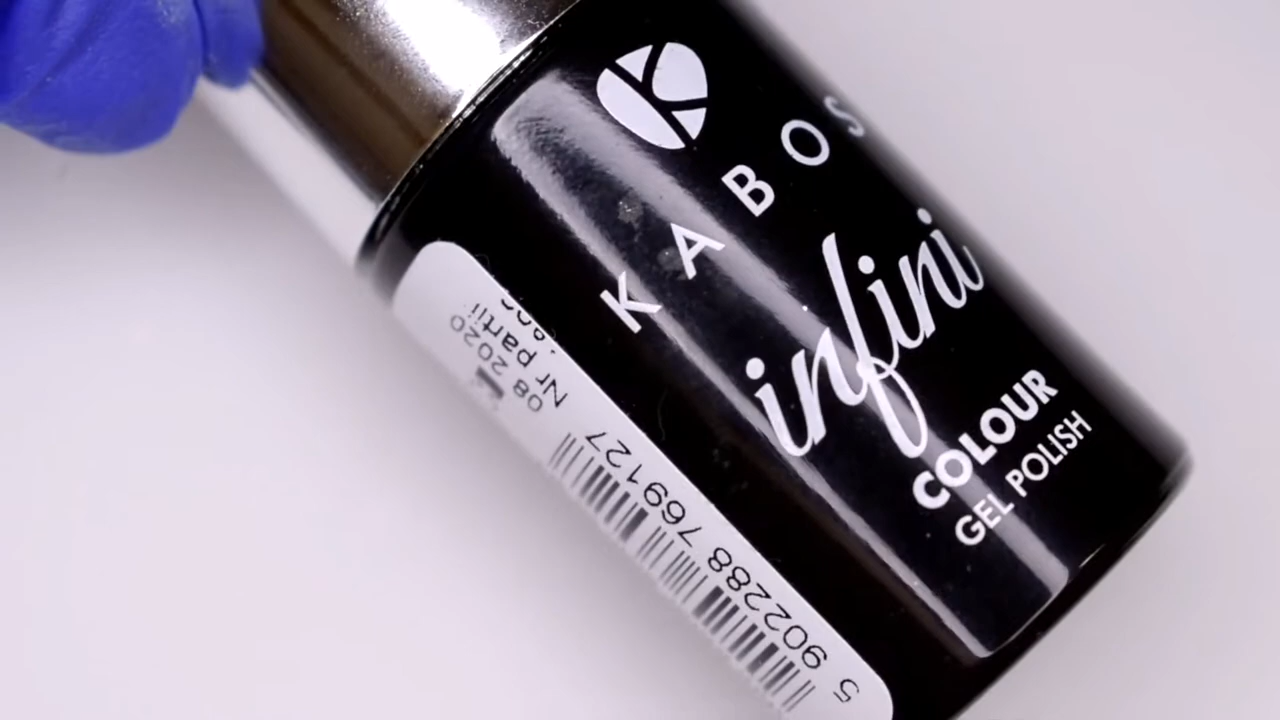 KABOS
infini
COLOUR
GEL POLISH
Nr partii
08 2020
5 902288 769127